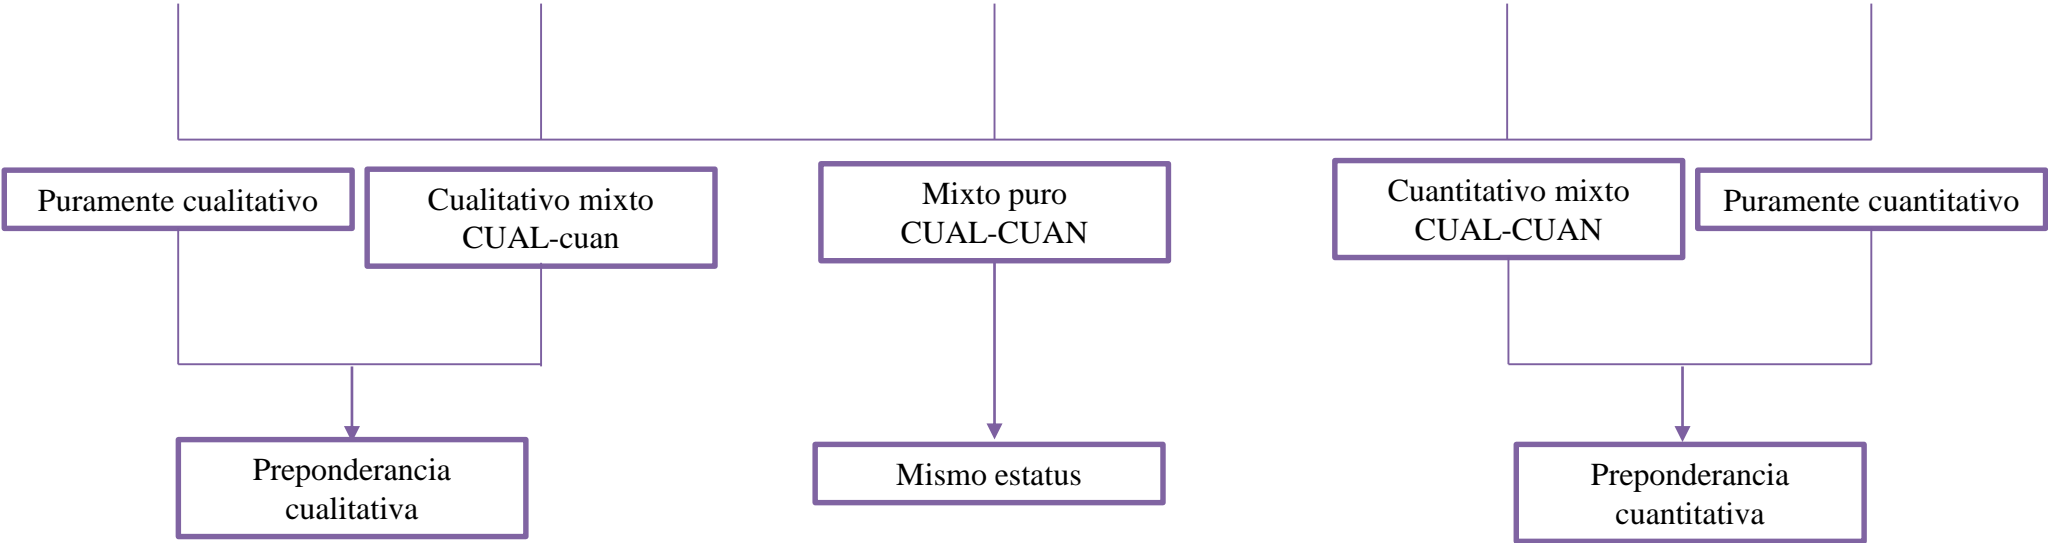 Puramente cualitativo
Cualitativo mixto
CUAL-cuan
Mixto puro
CUAL-CUAN
Cuantitativo mixto
CUAL-CUAN
Puramente cuantitativo
Preponderancia
cualitativa
Mismo estatus
Preponderancia
cuantitativa